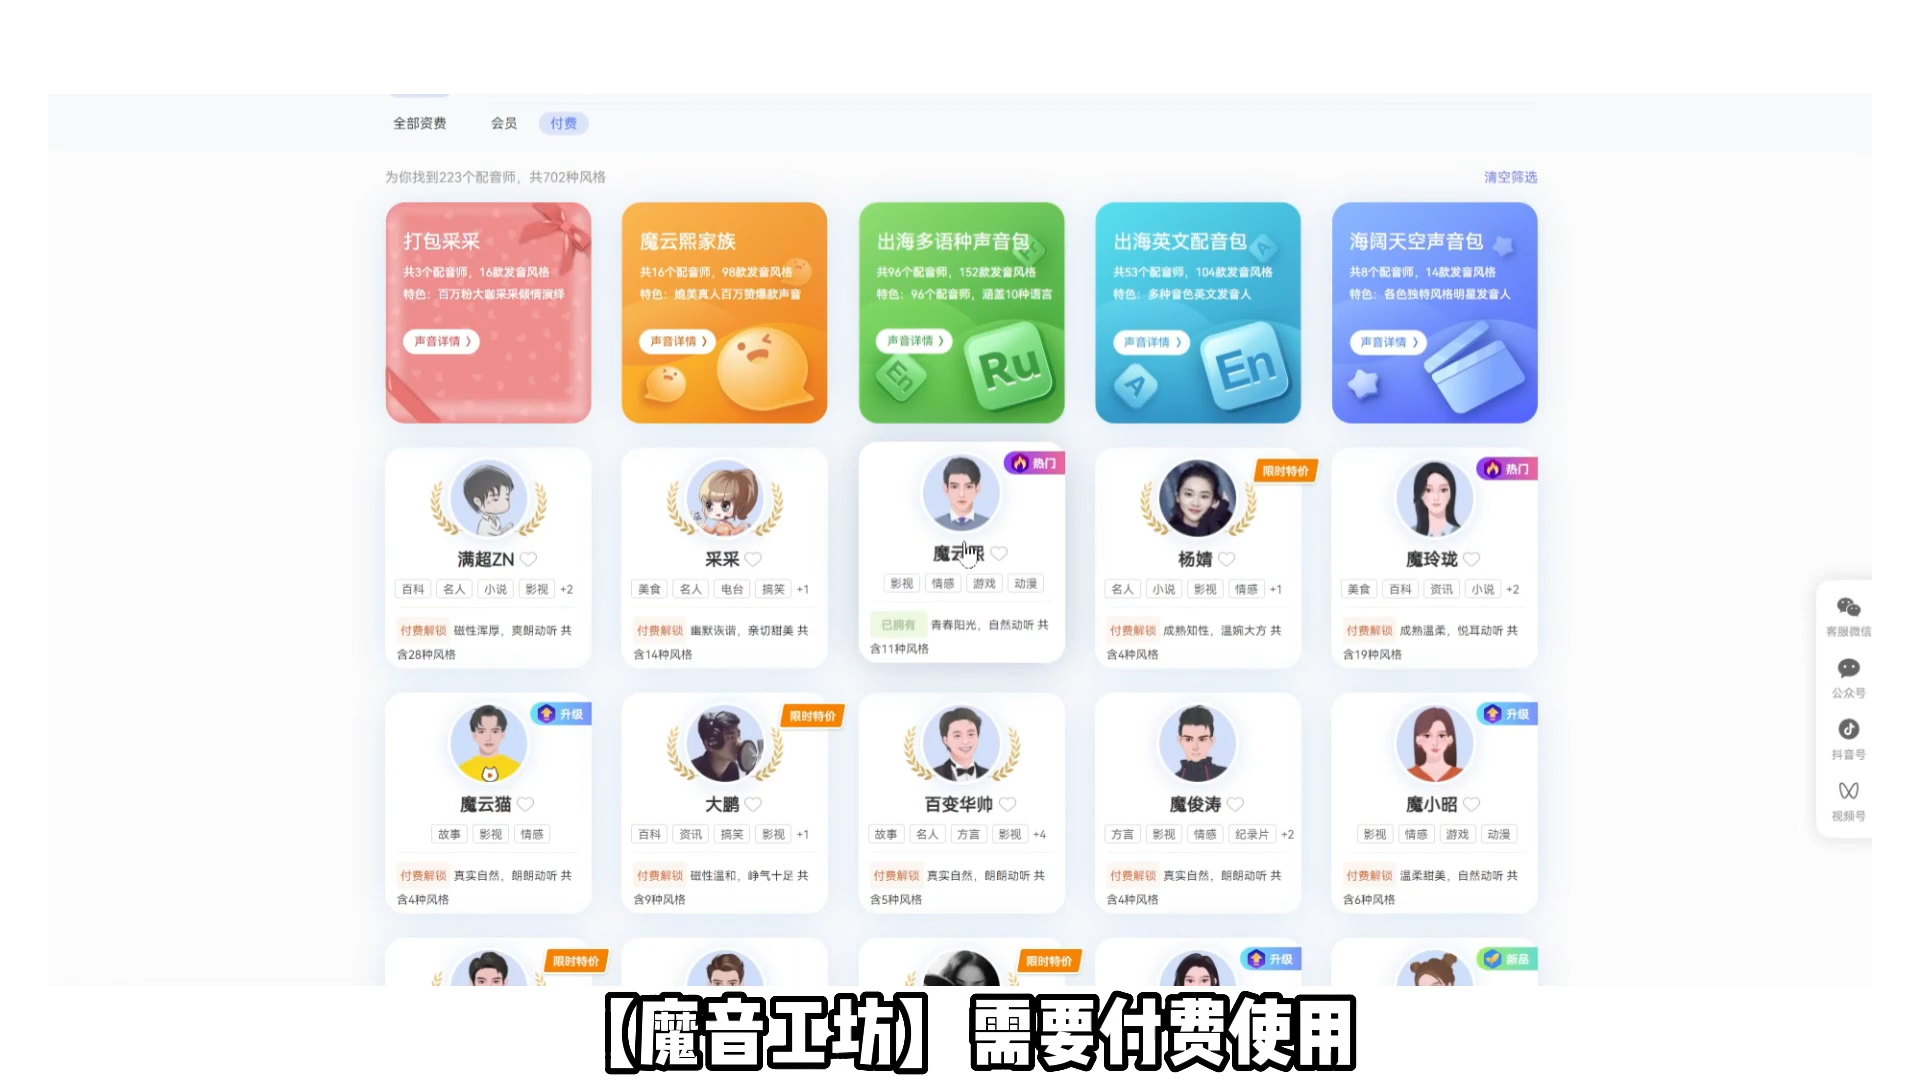 全部资费 会员 付费
为你找到223个配音师，共702种风格 清空筛选
打包采采
共3个配音师，16款发音风格
特色：百万粉大咖采采倾情演绎
声音详情 》
魔云熙家族
共16个配音师，98款发音风格
特色：媲美真人百万赞爆款声音
声音详情 》
出海多语种声音包
共96个配音师，152款发音风格
特色：96个配音师，涵盖10种语言
声音详情 》
En
Ru
出海英文配音包
共53个配音师，104款发音风格
特色：多种音色英文发音人
声音详情 》
A
A
En
海阔天空声音包
共8个配音师，14款发音风格
特色：各色独特风格明星发音人
声音详情 》
满超ZN
百科 名人 小说 影视 +2
付费解锁 磁性浑厚，爽朗动听 共
含28种风格
采采
美食 名人 电台 搞笑 +1
付费解锁 幽默诙谐，亲切甜美 共
含14种风格
热门
魔云熙
影视 情感 游戏 动漫
已拥有 青春阳光，自然动听 共
含11种风格
限时特价
杨婧
名人 小说 影视 情感 +1
付费解锁 成熟知性，温婉大方 共
含4种风格
热门
魔玲珑
美食 百科 资讯 小说 +2
付费解锁 成熟温柔，悦耳动听 共
含19种风格
升级
魔云猫
故事 影视 情感
付费解锁 真实自然，朗朗动听 共
含4种风格
限时特价
大鹏
百科 资讯 搞笑 影视 +1
付费解锁 磁性温和，峥气十足 共
含9种风格
百变华帅
故事 名人 方言 影视 +4
付费解锁 真实自然，朗朗动听 共
含5种风格
魔俊涛
方言 影视 情感 纪录片 +2
付费解锁 真实自然，朗朗动听 共
含4种风格
升级
魔小昭
影视 情感 游戏 动漫
付费解锁 温柔甜美，自然动听 共
含6种风格
限时特价
限时特价
升级
新品
客服微信
公众号
抖音号
视频号
【魔音工坊】 需要付费使用